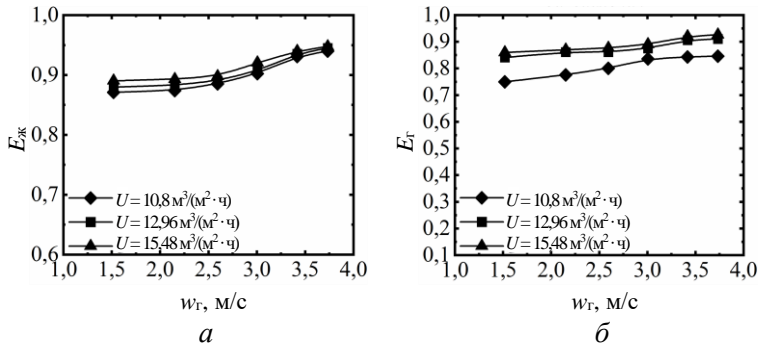 1,0
0,9
0,8
0,7
0,6
Eж
U = 10,8 м³/(м² · ч)
U = 12,96 м³/(м² · ч)
U = 15,48 м³/(м² · ч)
1,0 1,5 2,0 2,5 3,0 3,5 4,0
wг, м/с
а
1,0
0,9
0,8
0,7
0,6
0,5
0,4
0,3
0,2
0,1
Eг
U = 10,8 м³/(м² · ч)
U = 12,96 м³/(м² · ч)
U = 15,48 м³/(м² · ч)
1,0 1,5 2,0 2,5 3,0 3,5 4,0
wг, м/с
б